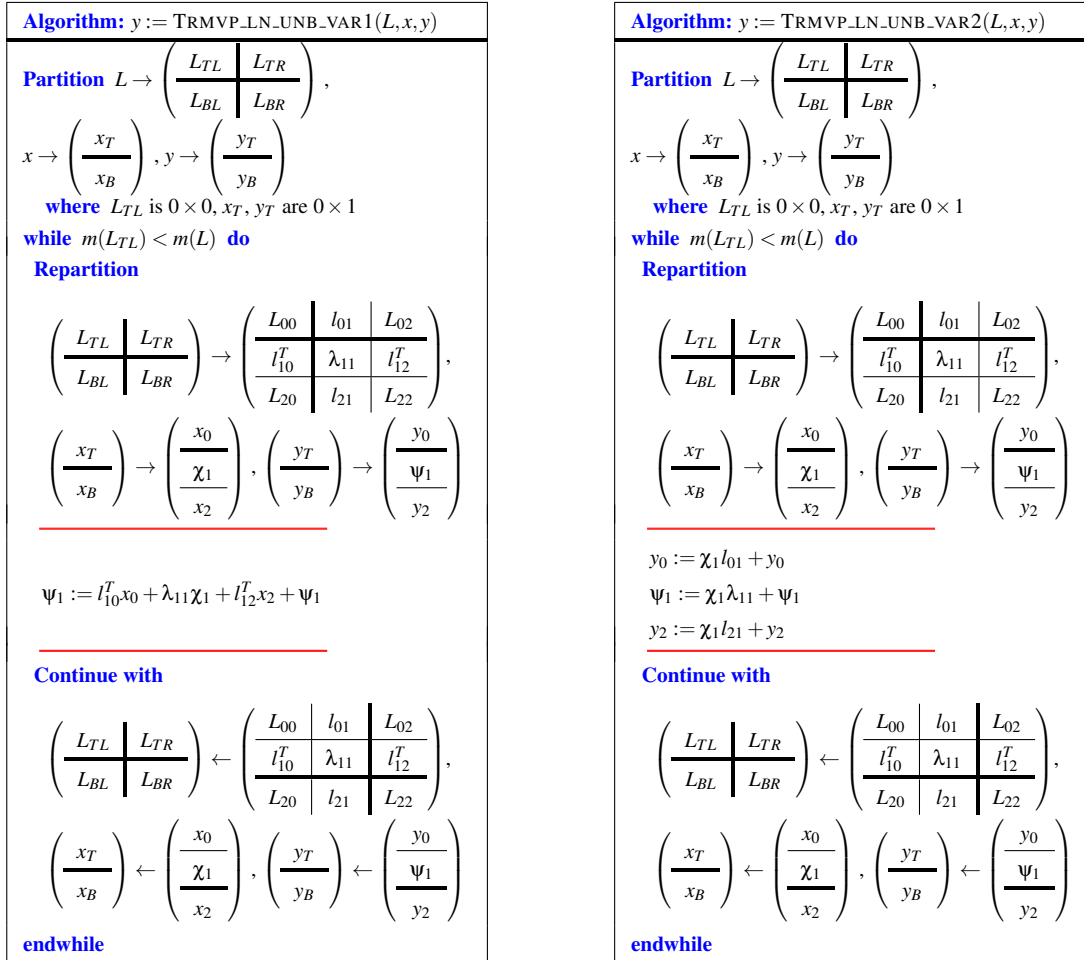 Algorithm: y := TRMVP_LN_UNB_VAR1(L,x,y)
Partition L → ( L_TL | L_TR ; L_BL | L_BR ) ,
x → ( x_T ; x_B ) , y → ( y_T ; y_B )
where L_TL is 0 × 0, x_T, y_T are 0 × 1
while m(L_TL) < m(L) do
Repartition
( L_TL | L_TR ; L_BL | L_BR ) → ( L_00 | l_01 | L_02 ; l_10^T | λ_11 | l_12^T ; L_20 | l_21 | L_22 ) ,
( x_T ; x_B ) → ( x_0 ; χ_1 ; x_2 ) , ( y_T ; y_B ) → ( y_0 ; ψ_1 ; y_2 )
ψ_1 := l_10^T x_0 + λ_11 χ_1 + l_12^T x_2 + ψ_1
Continue with
( L_TL | L_TR ; L_BL | L_BR ) ← ( L_00 | l_01 | L_02 ; l_10^T | λ_11 | l_12^T ; L_20 | l_21 | L_22 ) ,
( x_T ; x_B ) ← ( x_0 ; χ_1 ; x_2 ) , ( y_T ; y_B ) ← ( y_0 ; ψ_1 ; y_2 )
endwhile
Algorithm: y := TRMVP_LN_UNB_VAR2(L,x,y)
Partition L → ( L_TL | L_TR ; L_BL | L_BR ) ,
x → ( x_T ; x_B ) , y → ( y_T ; y_B )
where L_TL is 0 × 0, x_T, y_T are 0 × 1
while m(L_TL) < m(L) do
Repartition
( L_TL | L_TR ; L_BL | L_BR ) → ( L_00 | l_01 | L_02 ; l_10^T | λ_11 | l_12^T ; L_20 | l_21 | L_22 ) ,
( x_T ; x_B ) → ( x_0 ; χ_1 ; x_2 ) , ( y_T ; y_B ) → ( y_0 ; ψ_1 ; y_2 )
y_0 := χ_1 l_01 + y_0
ψ_1 := χ_1 λ_11 + ψ_1
y_2 := χ_1 l_21 + y_2
Continue with
( L_TL | L_TR ; L_BL | L_BR ) ← ( L_00 | l_01 | L_02 ; l_10^T | λ_11 | l_12^T ; L_20 | l_21 | L_22 ) ,
( x_T ; x_B ) ← ( x_0 ; χ_1 ; x_2 ) , ( y_T ; y_B ) ← ( y_0 ; ψ_1 ; y_2 )
endwhile